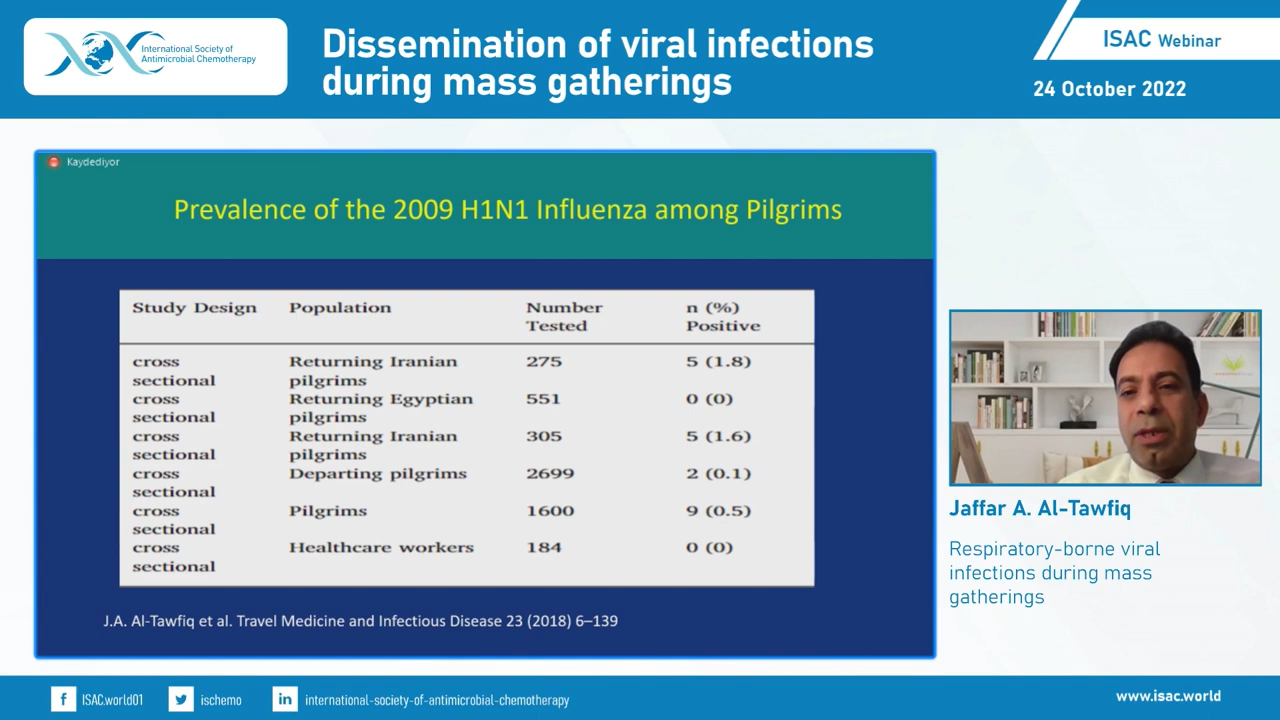 International Society of
Antimicrobial Chemotherapy
Dissemination of viral infections
during mass gatherings
ISAC Webinar
24 October 2022
Kaydediyor
Prevalence of the 2009 H1N1 Influenza among Pilgrims
Study Design Population Number Tested n (%) Positive
cross sectional Returning Iranian pilgrims 275 5 (1.8)
cross sectional Returning Egyptian pilgrims 551 0 (0)
cross sectional Returning Iranian pilgrims 305 5 (1.6)
cross sectional Departing pilgrims 2699 2 (0.1)
cross sectional Pilgrims 1600 9 (0.5)
cross sectional Healthcare workers 184 0 (0)
J.A. Al-Tawfiq et al. Travel Medicine and Infectious Disease 23 (2018) 6–139
Jaffar A. Al-Tawfiq
Respiratory-borne viral
infections during mass
gatherings
f ISAC.world01 ischemo in international-society-of-antimicrobial-chemotherapy
www.isac.world